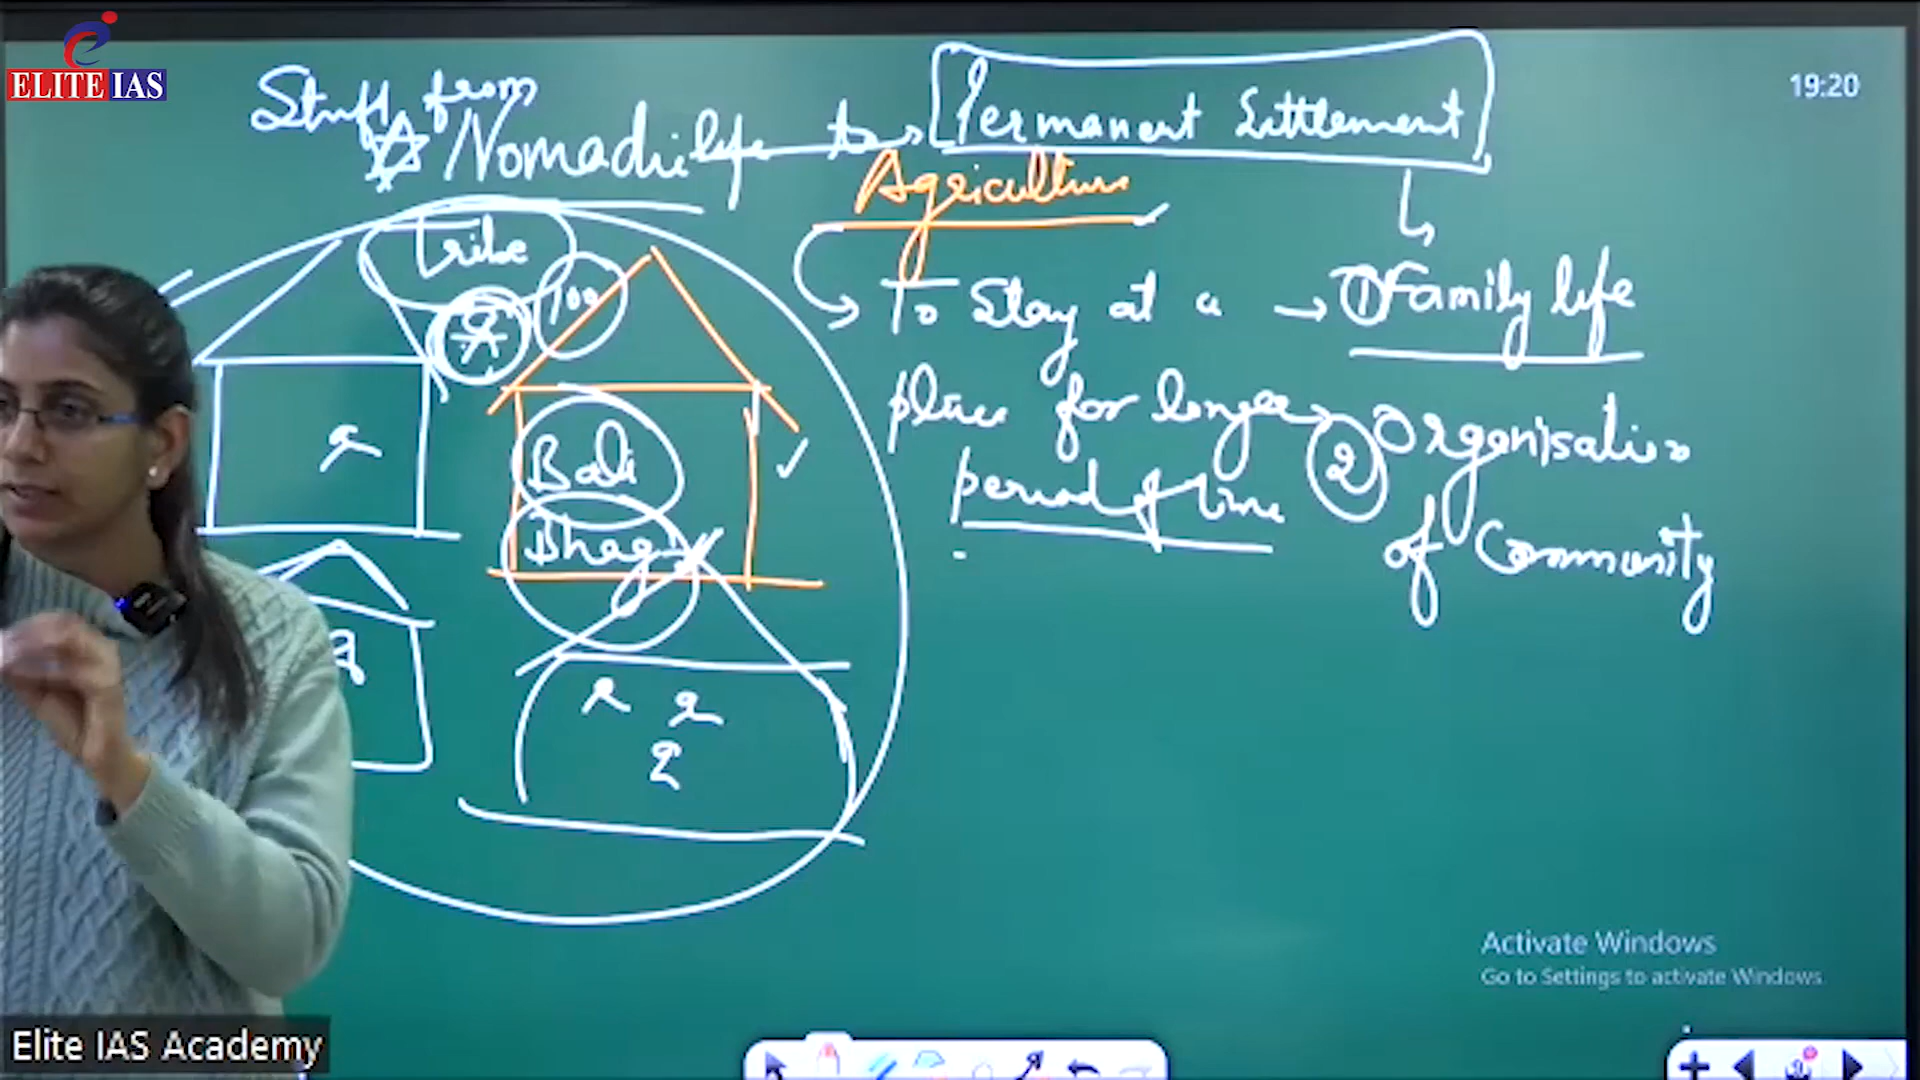 ELITE IAS
19:20
Stuff from
Nomadic life to Permanent Settlement
Agriculture
Tribe
100
To Stay at a → ① Family life
place for longer
period of time
② Organisation
of Community
Bali
Bhag
Activate Windows
Go to Settings to activate Windows.
Elite IAS Academy